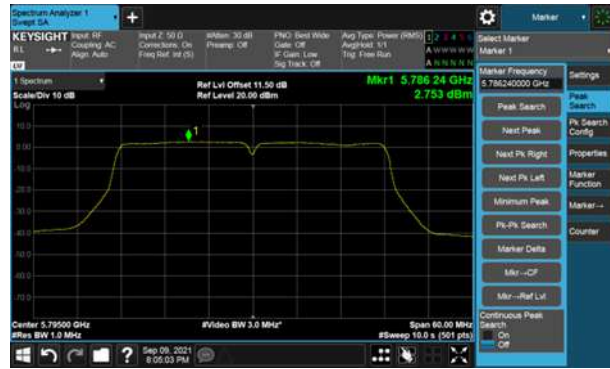 Spectrum Analyzer 1
Swept SA
+
Marker
KEYSIGHT
Input: RF
Input Z: 50 Ω
#Atten: 30 dB
PNO: Best Wide
Avg Type: Power (RMS)
1 2 3 4 5 6
RL
Coupling: AC
Corrections: On
Preamp: Off
Gate: Off
Avg|Hold: 1/1
A W W W W W
Align: Auto
Freq Ref: Int (S)
IF Gain: Low
Trig: Free Run
Sig Track: Off
A N N N N N
Select Marker
Marker 1
1 Spectrum
Scale/Div 10 dB
Ref Lvl Offset 11.50 dB
Ref Level 20.00 dBm
Mkr1 5.786 24 GHz
2.753 dBm
Log
10.0
0.00
-10.0
-20.0
-30.0
-40.0
-50.0
-60.0
-70.0
1
Center 5.79500 GHz
#Res BW 1.0 MHz
#Video BW 3.0 MHz*
Span 60.00 MHz
#Sweep 10.0 s (501 pts)
Marker Frequency
5.786240000 GHz
Peak Search
Next Peak
Next Pk Right
Next Pk Left
Minimum Peak
Pk-Pk Search
Marker Delta
Mkr→CF
Mkr→Ref Lvl
Continuous Peak
Search
On
Off
Settings
Peak
Search
Pk Search
Config
Properties
Marker
Function
Marker→
Counter
?
Sep 09, 2021
8:05:03 PM